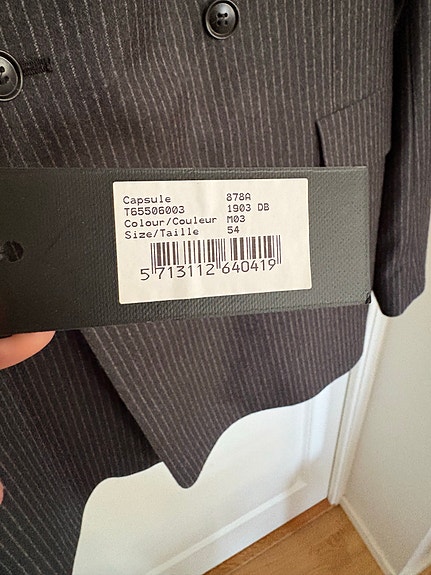 Capsule 878A
T65506003 1903 DB
Colour/Couleur M03
Size/Taille 54
5 713112 640419